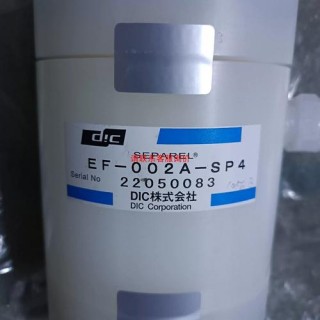 dic
SEPAREL®
EF-002A-SP4
Serial No
22050083
DIC株式会社
DIC Corporation